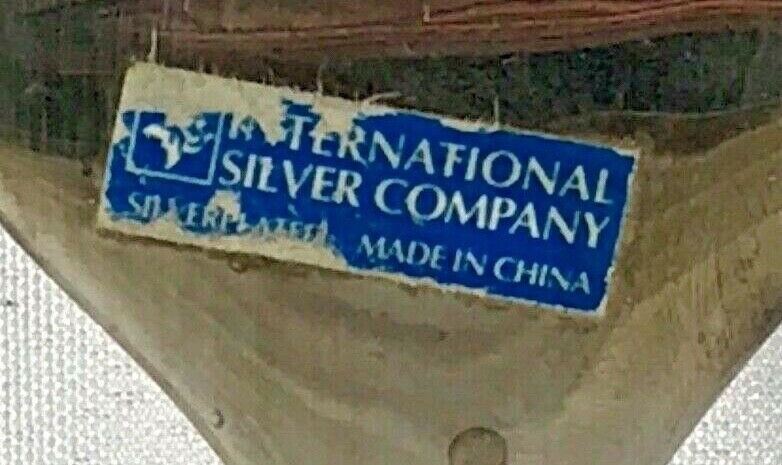 INTERNATIONAL
SILVER COMPANY
SILVERPLATED MADE IN CHINA